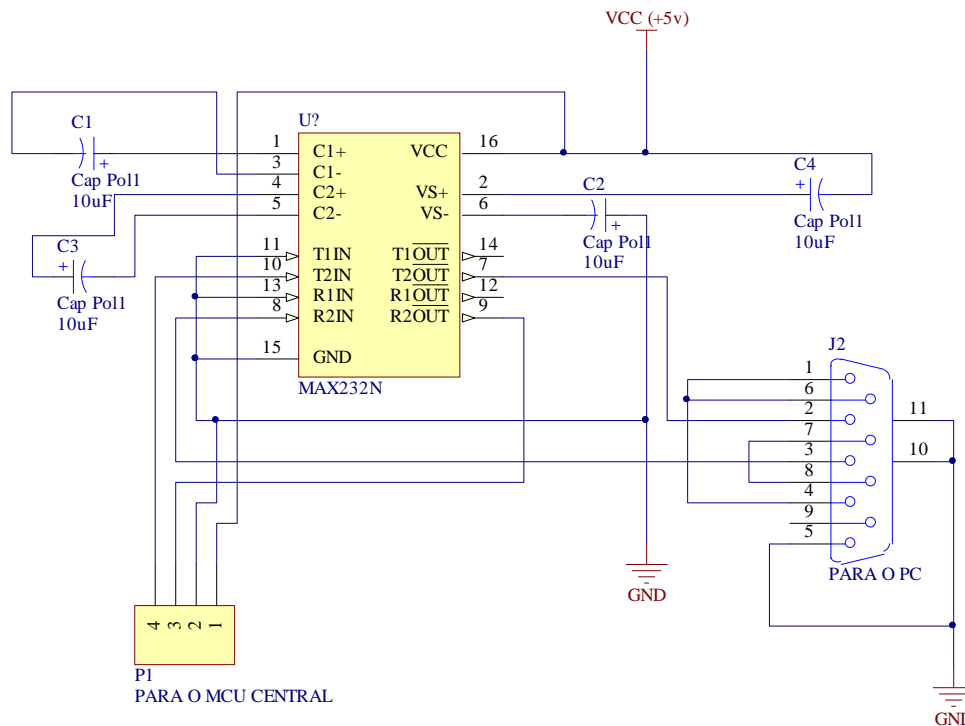 VCC (+5v)
C1
Cap Pol1
10uF
U?
1 C1+ VCC 16
3 C1-
4 C2+ VS+ 2
5 C2- VS- 6
11 T1IN T1OUT 14
10 T2IN T2OUT 7
13 R1IN R1OUT 12
8 R2IN R2OUT 9
15 GND
MAX232N
C2
Cap Pol1
10uF
C4
Cap Pol1
10uF
C3
Cap Pol1
10uF
J2
1
6
2
7
3
8
4
9
5
11
10
PARA O PC
GND
4 3 2 1
P1
PARA O MCU CENTRAL
GND